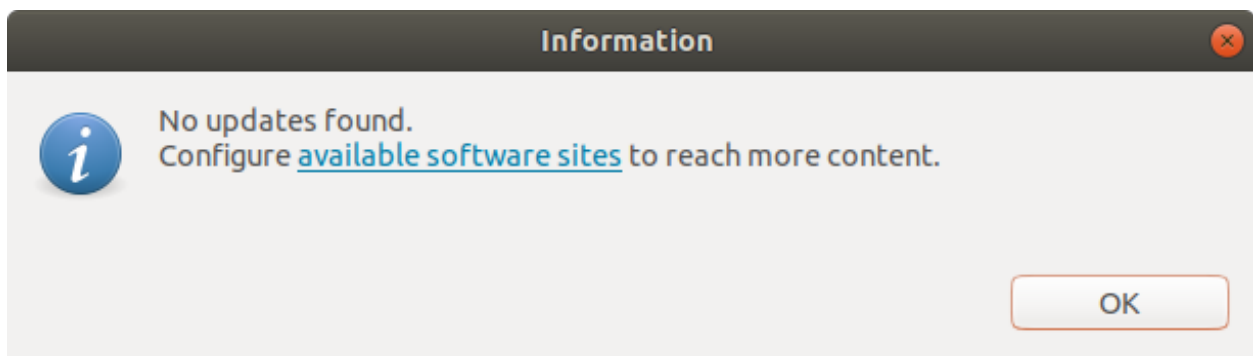 Information
No updates found.
Configure available software sites to reach more content.
OK